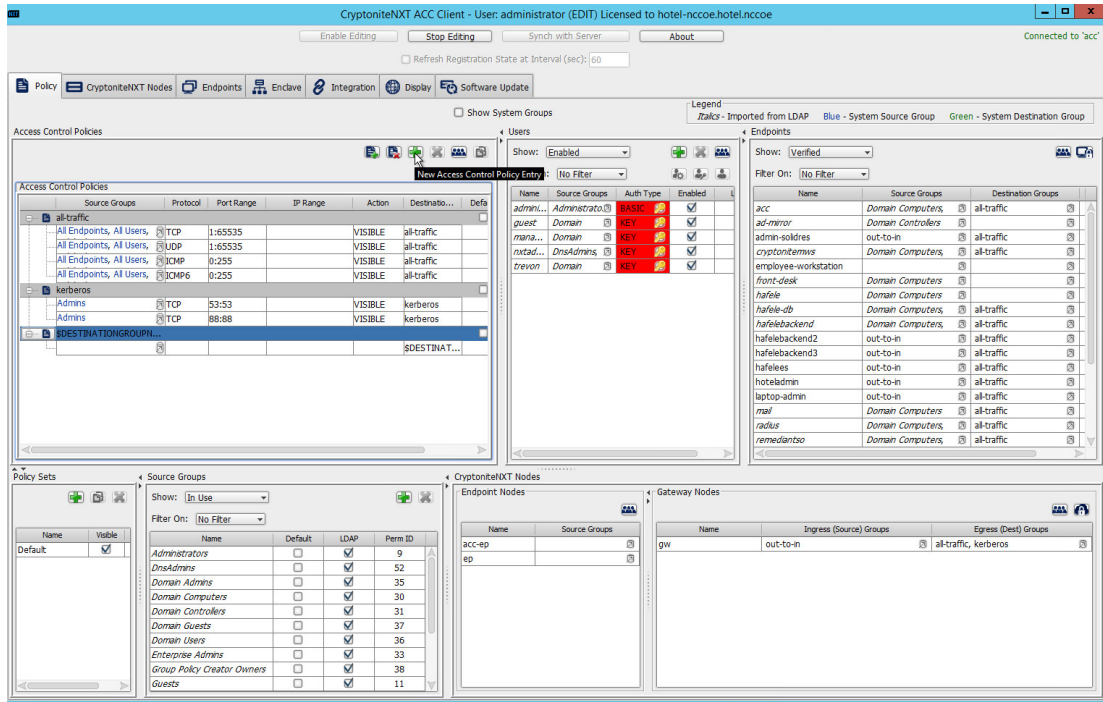 NXT CryptoniteNXT ACC Client - User: administrator (EDIT) Licensed to hotel-nccoe.hotel.nccoe
Enable Editing Stop Editing Synch with Server About Connected to 'acc'
Refresh Registration State at Interval (sec): 60
Policy CryptoniteNXT Nodes Endpoints Enclave Integration Display Software Update
Show System Groups
Legend
Italics - Imported from LDAP Blue - System Source Group Green - System Destination Group
Access Control Policies
New Access Control Policy Entry
Access Control Policies
Source Groups Protocol Port Range IP Range Action Destinatio... Defa
all-traffic
All Endpoints, All Users, TCP 1:65535 VISIBLE all-traffic
All Endpoints, All Users, UDP 1:65535 VISIBLE all-traffic
All Endpoints, All Users, ICMP 0:255 VISIBLE all-traffic
All Endpoints, All Users, ICMP6 0:255 VISIBLE all-traffic
kerberos
Admins TCP 53:53 VISIBLE kerberos
Admins TCP 88:88 VISIBLE kerberos
$DESTINATIONGROUPN...
$DESTINAT...
Users
Show: Enabled
No Filter
Name Source Groups Auth Type Enabled L
admini... Administrato. BASIC
guest Domain KEY
mana... Domain KEY
nxtad... DnsAdmins, KEY
trevon Domain KEY
Endpoints
Show: Verified
Filter On: No Filter
Name Source Groups Destination Groups
acc Domain Computers all-traffic
ad-mirror Domain Controllers
admin-solidres out-to-in all-traffic
cryptonitemws Domain Computers, all-traffic
employee-workstation
front-desk Domain Computers
hafele Domain Computers
hafele-db Domain Computers, all-traffic
hafelebackend Domain Computers, all-traffic
hafelebackend2 out-to-in all-traffic
hafelebackend3 out-to-in all-traffic
hafelees out-to-in all-traffic
hoteladmin out-to-in all-traffic
laptop-admin out-to-in all-traffic
mail Domain Computers all-traffic
radius Domain Computers, all-traffic
remediantso Domain Computers, all-traffic
Policy Sets
Name Visible
Default
Source Groups
Show: In Use
Filter On: No Filter
Name Default LDAP Perm ID
Administrators 9
DnsAdmins 52
Domain Admins 35
Domain Computers 30
Domain Controllers 31
Domain Guests 37
Domain Users 36
Enterprise Admins 33
Group Policy Creator Owners 38
Guests 11
CryptoniteNXT Nodes
Endpoint Nodes
Name Source Groups
acc-ep
ep
Gateway Nodes
Name Ingress (Source) Groups Egress (Dest) Groups
gw out-to-in all-traffic, kerberos